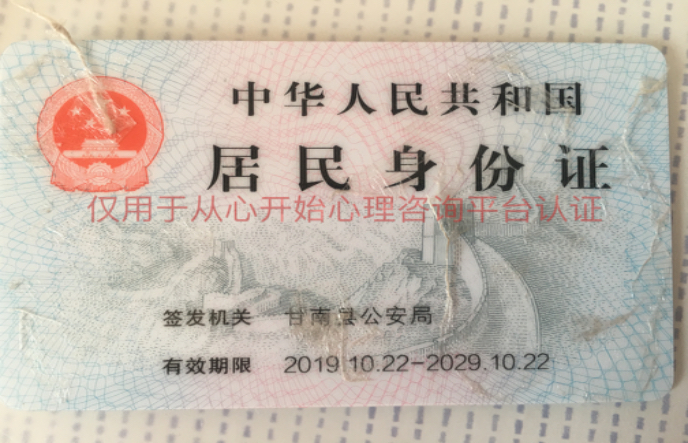 中华人民共和国
居民身份证
仅用于从心开始心理咨询平台认证
签发机关 甘南县公安局
有效期限 2019.10.22-2029.10.22